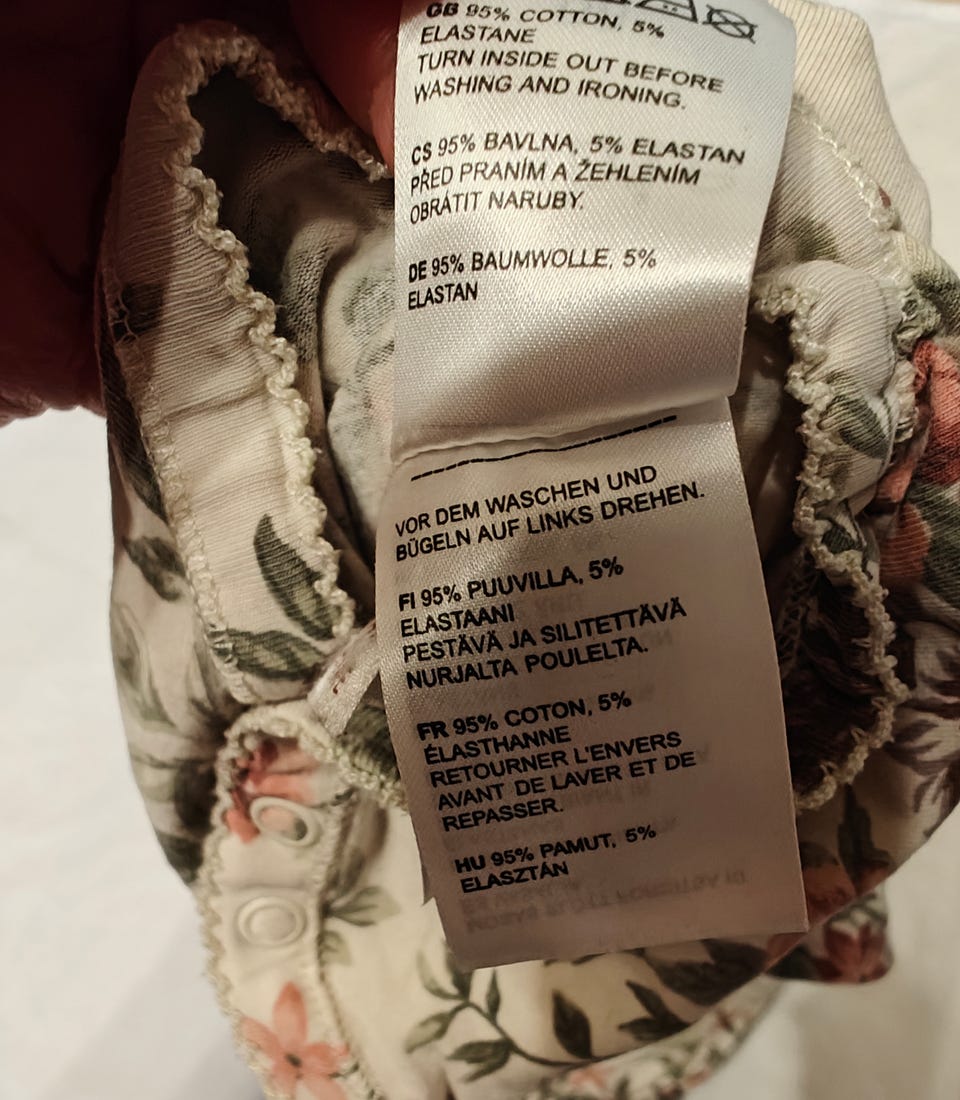 GB 95% COTTON, 5%
ELASTANE
TURN INSIDE OUT BEFORE
WASHING AND IRONING.
CS 95% BAVLNA, 5% ELASTAN
PŘED PRANÍM A ŽEHLENÍM
OBRÁTIT NARUBY.
DE 95% BAUMWOLLE, 5%
ELASTAN
VOR DEM WASCHEN UND
BÜGELN AUF LINKS DREHEN.
FI 95% PUUVILLA, 5%
ELASTAANI
PESTÄVÄ JA SILITETTÄVÄ
NURJALTA POULELTA.
FR 95% COTON, 5%
ÉLASTHANNE
RETOURNER L'ENVERS
AVANT DE LAVER ET DE
REPASSER.
HU 95% PAMUT, 5%
ELASZTÁN